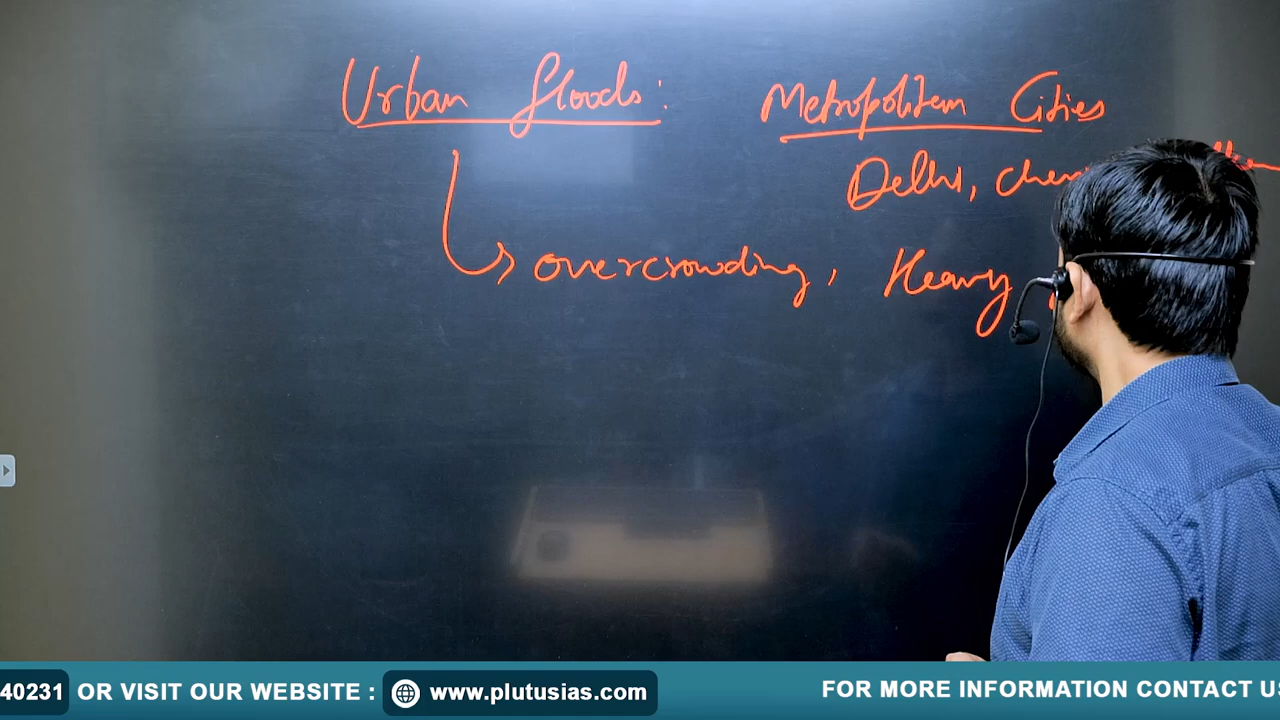 Urban floods: Metropolitan Cities
Delhi,
overcrowding, Heavy
40231 OR VISIT OUR WEBSITE : www.plutusias.com FOR MORE INFORMATION CONTACT US